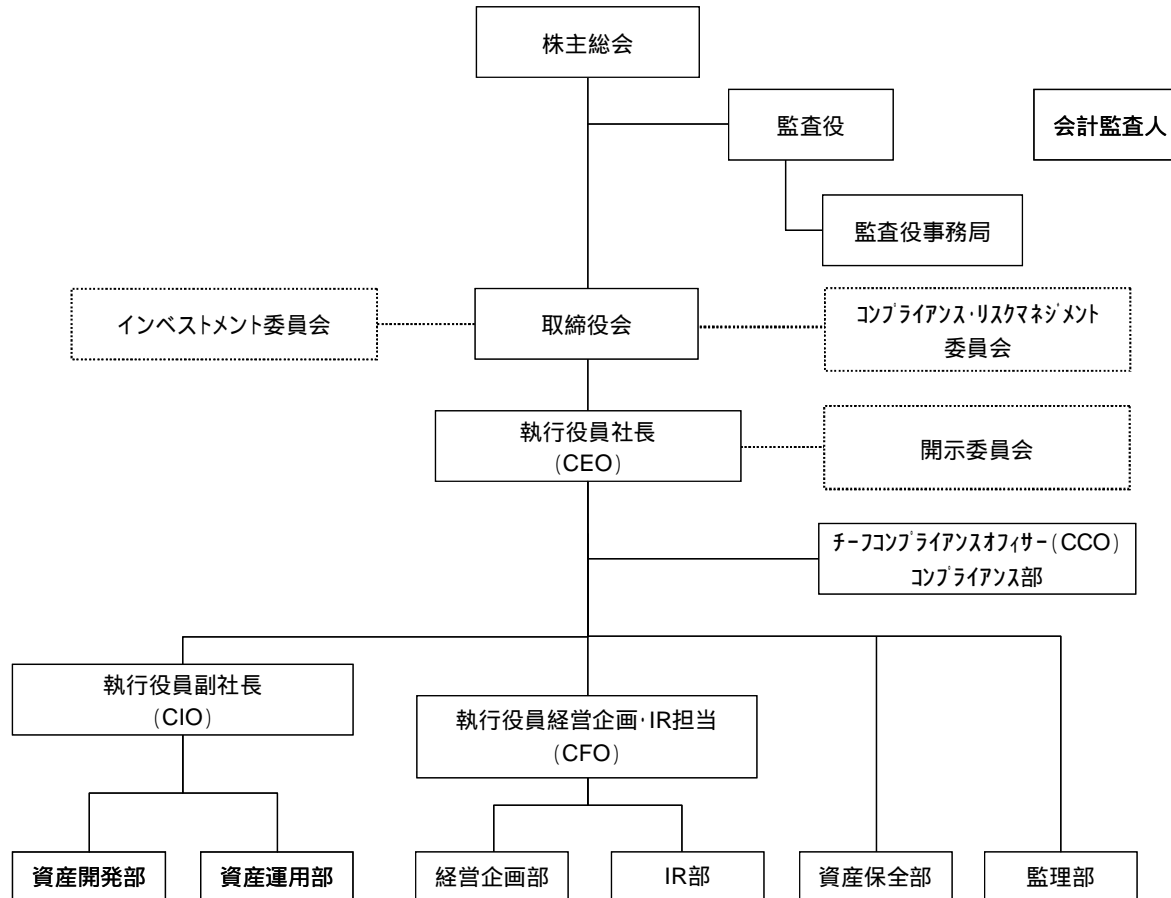 株主総会
監査役
会計監査人
監査役事務局
インベストメント委員会
取締役会
コンプライアンス・リスクマネジメント
委員会
執行役員社長
(CEO)
開示委員会
チーフコンプライアンスオフィサー(CCO)
コンプライアンス部
執行役員副社長
(CIO)
執行役員経営企画・IR担当
(CFO)
資産開発部
資産運用部
経営企画部
IR部
資産保全部
監理部